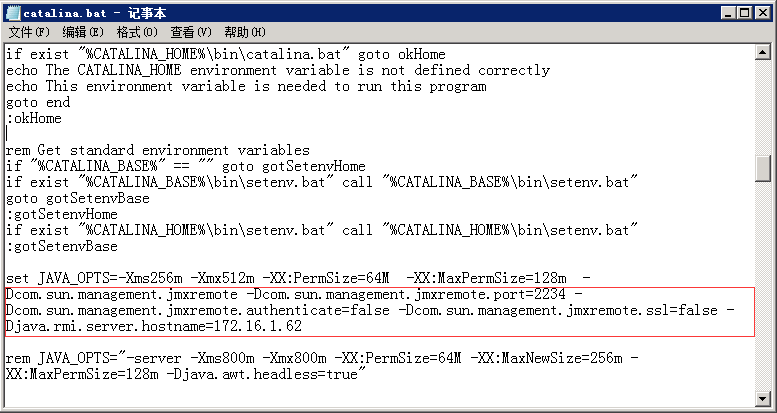 catalina.bat - 记事本
文件(F) 编辑(E) 格式(O) 查看(V) 帮助(H)
if exist "%CATALINA_HOME%\bin\catalina.bat" goto okHome
echo The CATALINA_HOME environment variable is not defined correctly
echo This environment variable is needed to run this program
goto end
:okHome
rem Get standard environment variables
if "%CATALINA_BASE%" == "" goto gotSetenvHome
if exist "%CATALINA_BASE%\bin\setenv.bat" call "%CATALINA_BASE%\bin\setenv.bat"
goto gotSetenvBase
:gotSetenvHome
if exist "%CATALINA_HOME%\bin\setenv.bat" call "%CATALINA_HOME%\bin\setenv.bat"
:gotSetenvBase
set JAVA_OPTS=-Xms256m -Xmx512m -XX:PermSize=64M  -XX:MaxPermSize=128m  -
Dcom.sun.management.jmxremote -Dcom.sun.management.jmxremote.port=2234 -
Dcom.sun.management.jmxremote.authenticate=false -Dcom.sun.management.jmxremote.ssl=false -
Djava.rmi.server.hostname=172.16.1.62
rem JAVA_OPTS="-server -Xms800m -Xmx800m -XX:PermSize=64M -XX:MaxNewSize=256m -
XX:MaxPermSize=128m -Djava.awt.headless=true"